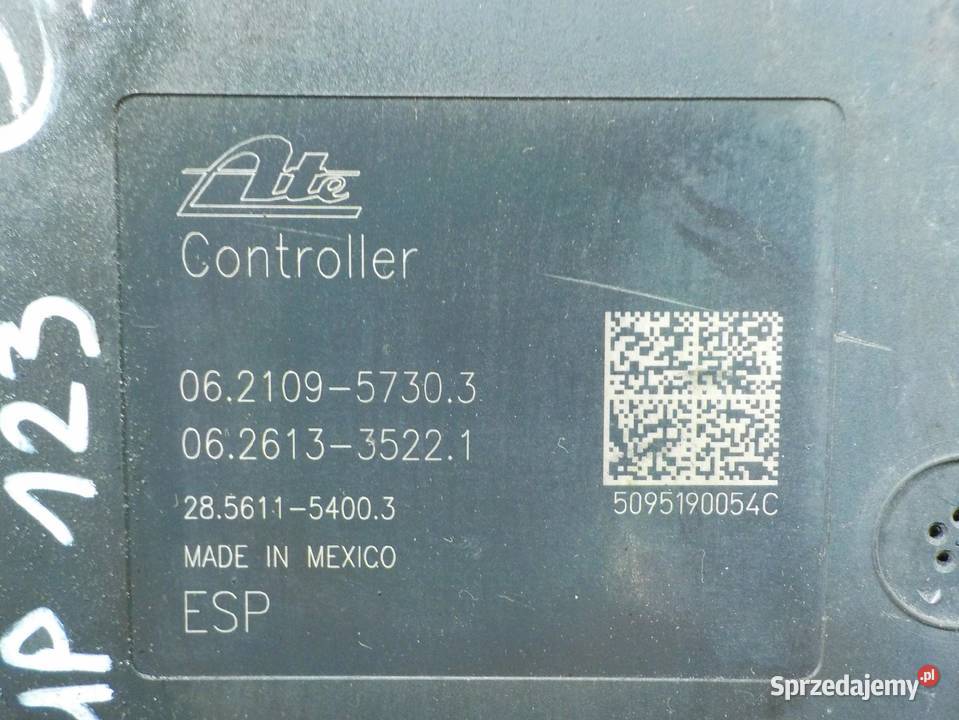 Ate
Controller
06.2109-5730.3
06.2613-3522.1
28.5611-5400.3
5095190054C
MADE IN MEXICO
ESP
123
Sprzedajemy.pl